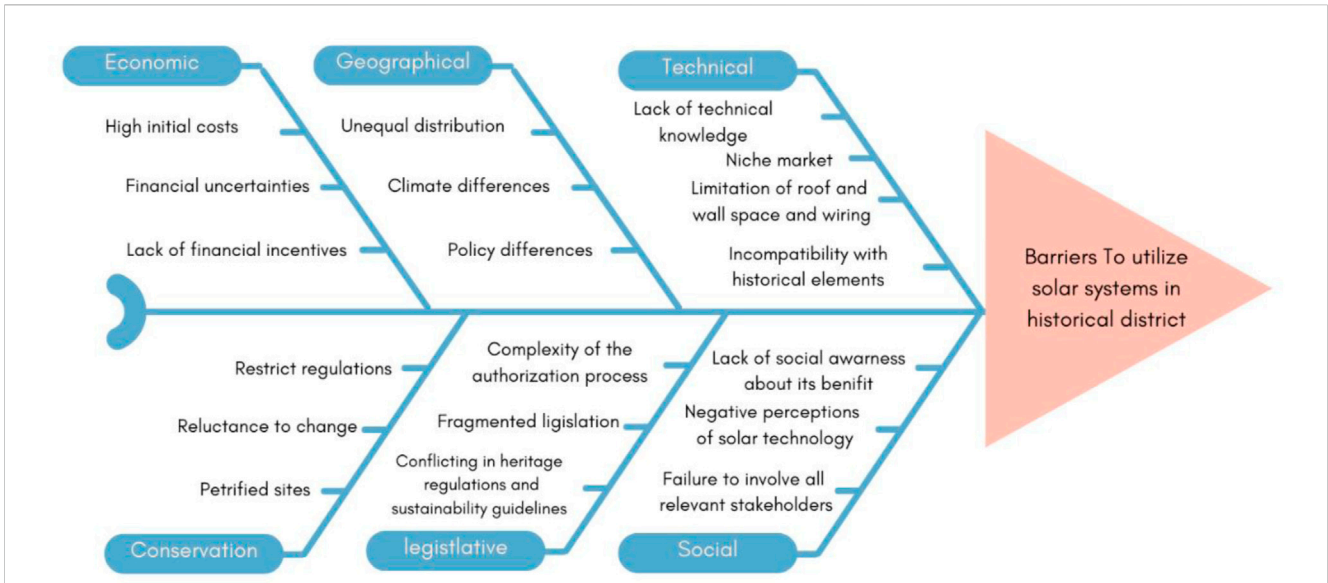 Economic
High initial costs
Financial uncertainties
Lack of financial incentives
Geographical
Unequal distribution
Climate differences
Policy differences
Technical
Lack of technical
knowledge
Niche market
Limitation of roof and
wall space and wiring
Incompatibility with
historical elements
Barriers To utilize
solar systems in
historical district
Restrict regulations
Reluctance to change
Petrified sites
Conservation
Complexity of the
authorization process
Fragmented ligislation
Conflicting in heritage
regulations and
sustainability guidelines
legistlative
Lack of social awarness
about its benifit
Negative perceptions
of solar technology
Failure to involve all
relevant stakeholders
Social